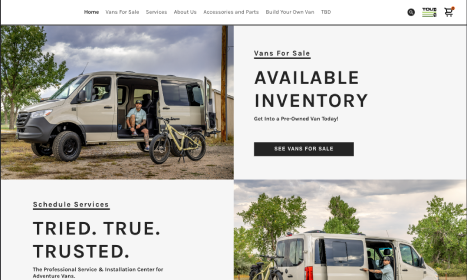 Home Vans For Sale Services About Us Accessories and Parts Build Your Own Van TBD
Vans For Sale
AVAILABLE
INVENTORY
Get Into a Pre-Owned Van Today!
SEE VANS FOR SALE
Schedule Services
TRIED. TRUE.
TRUSTED.
The Professional Service & Installation Center for
Adventure Vans.